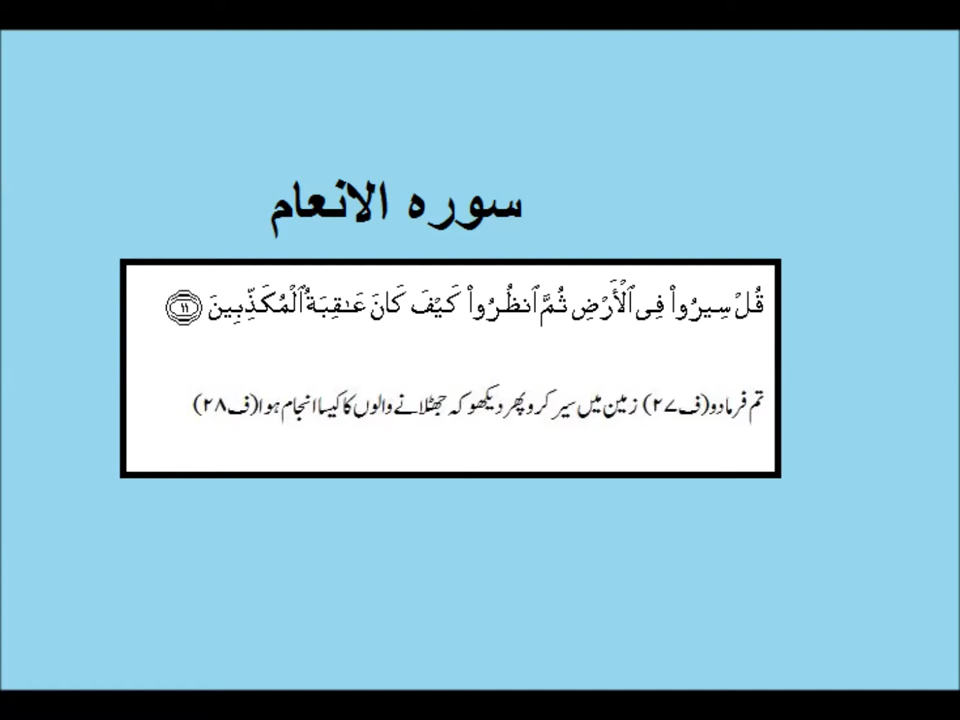 سوره الانعام
قُلْ سِيرُوا۟ فِى ٱلْأَرْضِ ثُمَّ ٱنظُرُوا۟ كَيْفَ كَانَ عَـٰقِبَةُ ٱلْمُكَذِّبِينَ ١١
تم فرمادو(ف۲۷) زمین میں سیر کرو پھر دیکھو کہ جھٹلانے والوں کا کیسا انجام ہوا(ف۲۸)